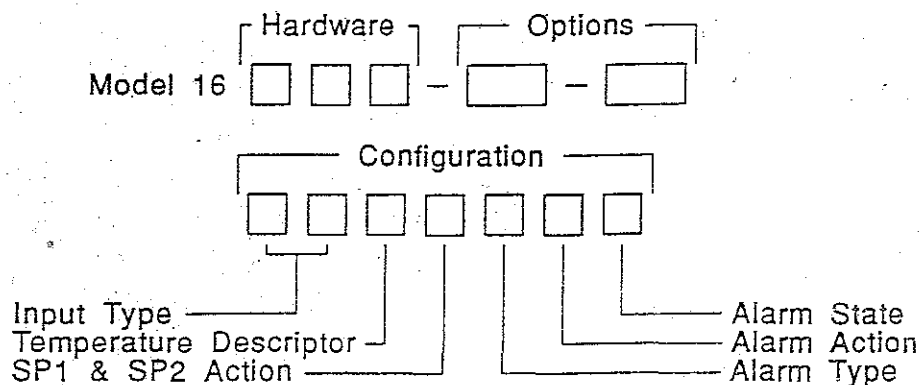 Hardware Options
Model 16 - -
Configuration
Input Type Alarm State
Temperature Descriptor Alarm Action
SP1 & SP2 Action Alarm Type